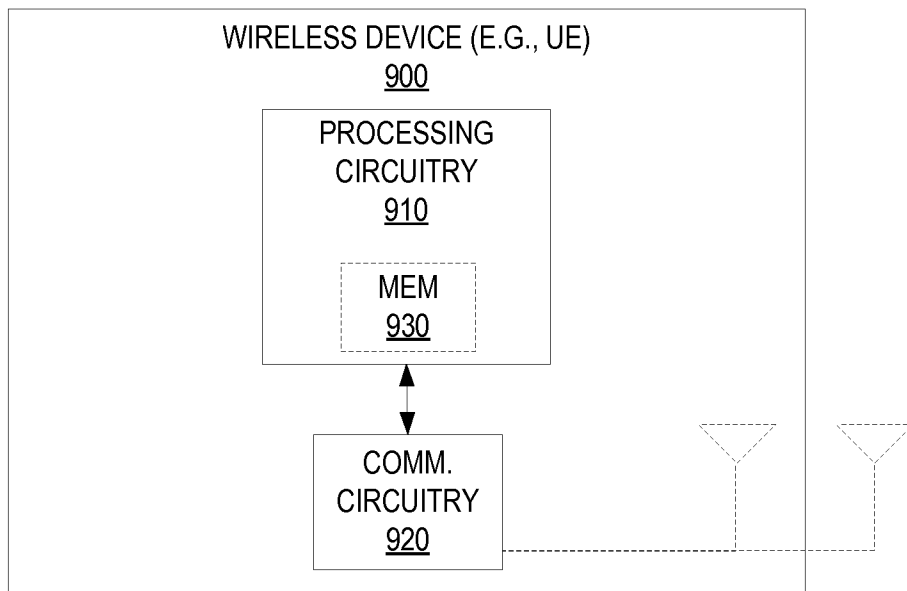 WIRELESS DEVICE (E.G., UE)
900
PROCESSING
CIRCUITRY
910
MEM
930
COMM.
CIRCUITRY
920